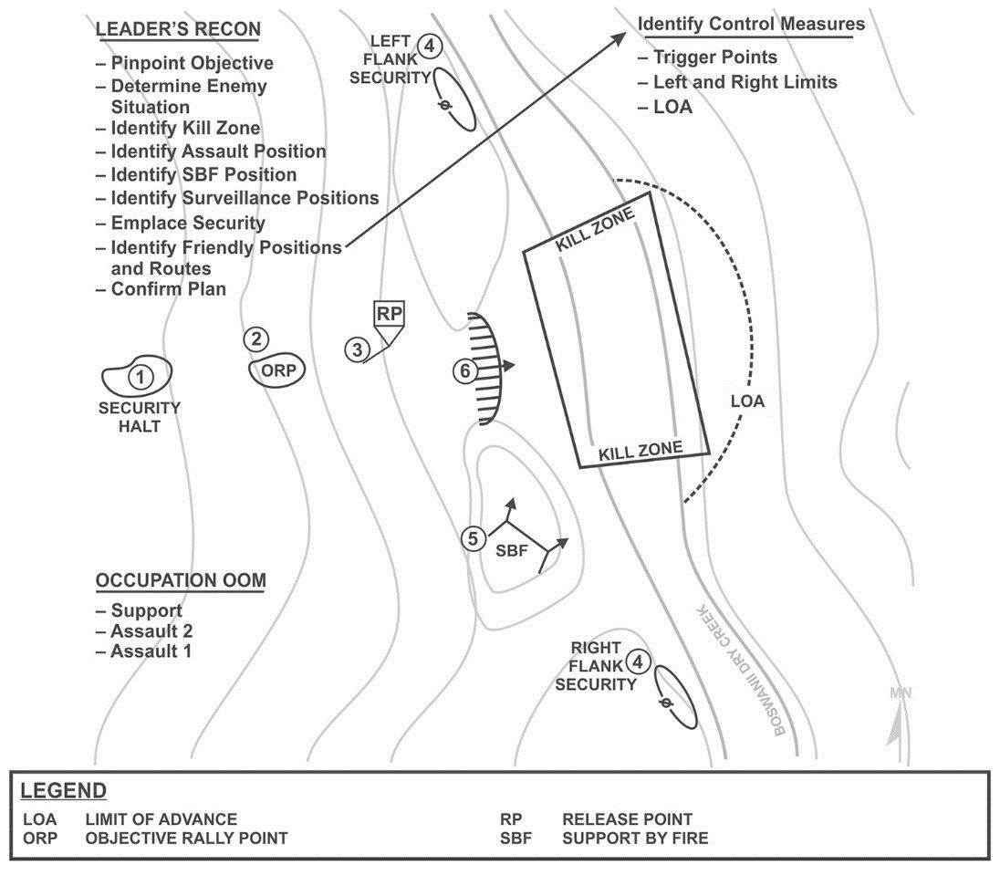 LEADER'S RECON
– Pinpoint Objective
– Determine Enemy
Situation
– Identify Kill Zone
– Identify Assault Position
– Identify SBF Position
– Identify Surveillance Positions
– Emplace Security
– Identify Friendly Positions
and Routes
– Confirm Plan
LEFT
FLANK
SECURITY
4
Identify Control Measures
– Trigger Points
– Left and Right Limits
– LOA
KILL ZONE
RP
3
2
ORP
1
SECURITY
HALT
6
LOA
KILL ZONE
5
SBF
OCCUPATION OOM
– Support
– Assault 2
– Assault 1
RIGHT
FLANK
SECURITY
4
BOSWANII DRY CREEK
MN
LEGEND
LOA LIMIT OF ADVANCE
ORP OBJECTIVE RALLY POINT
RP RELEASE POINT
SBF SUPPORT BY FIRE